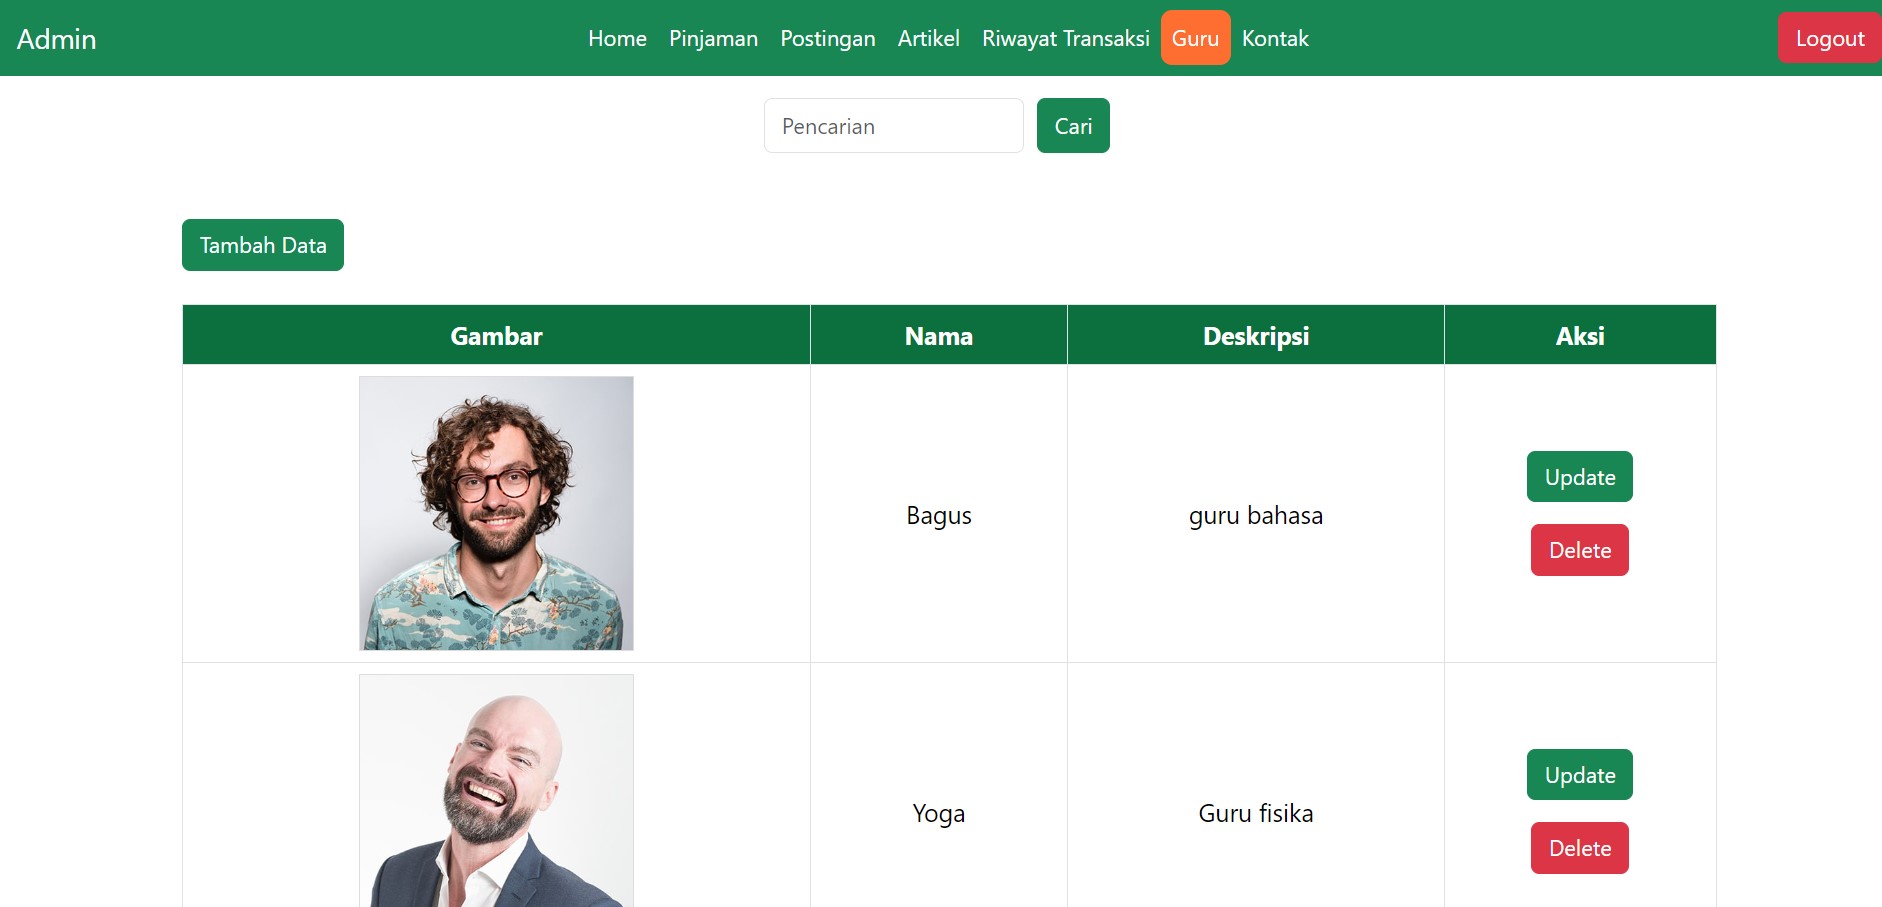 Admin Home Pinjaman Postingan Artikel Riwayat Transaksi Guru Kontak Logout
Pencarian Cari
Tambah Data
Gambar Nama Deskripsi Aksi
Bagus guru bahasa Update
Delete
Yoga Guru fisika Update
Delete